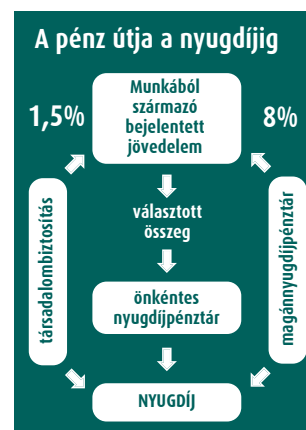 A pénz útja a nyugdíjig
1,5%
Munkából
származó
bejelentett
jövedelem
8%
társadalombiztosítás
választott
összeg
magánnyugdíjpénztár
önkéntes
nyugdíjpénztár
NYUGDÍJ